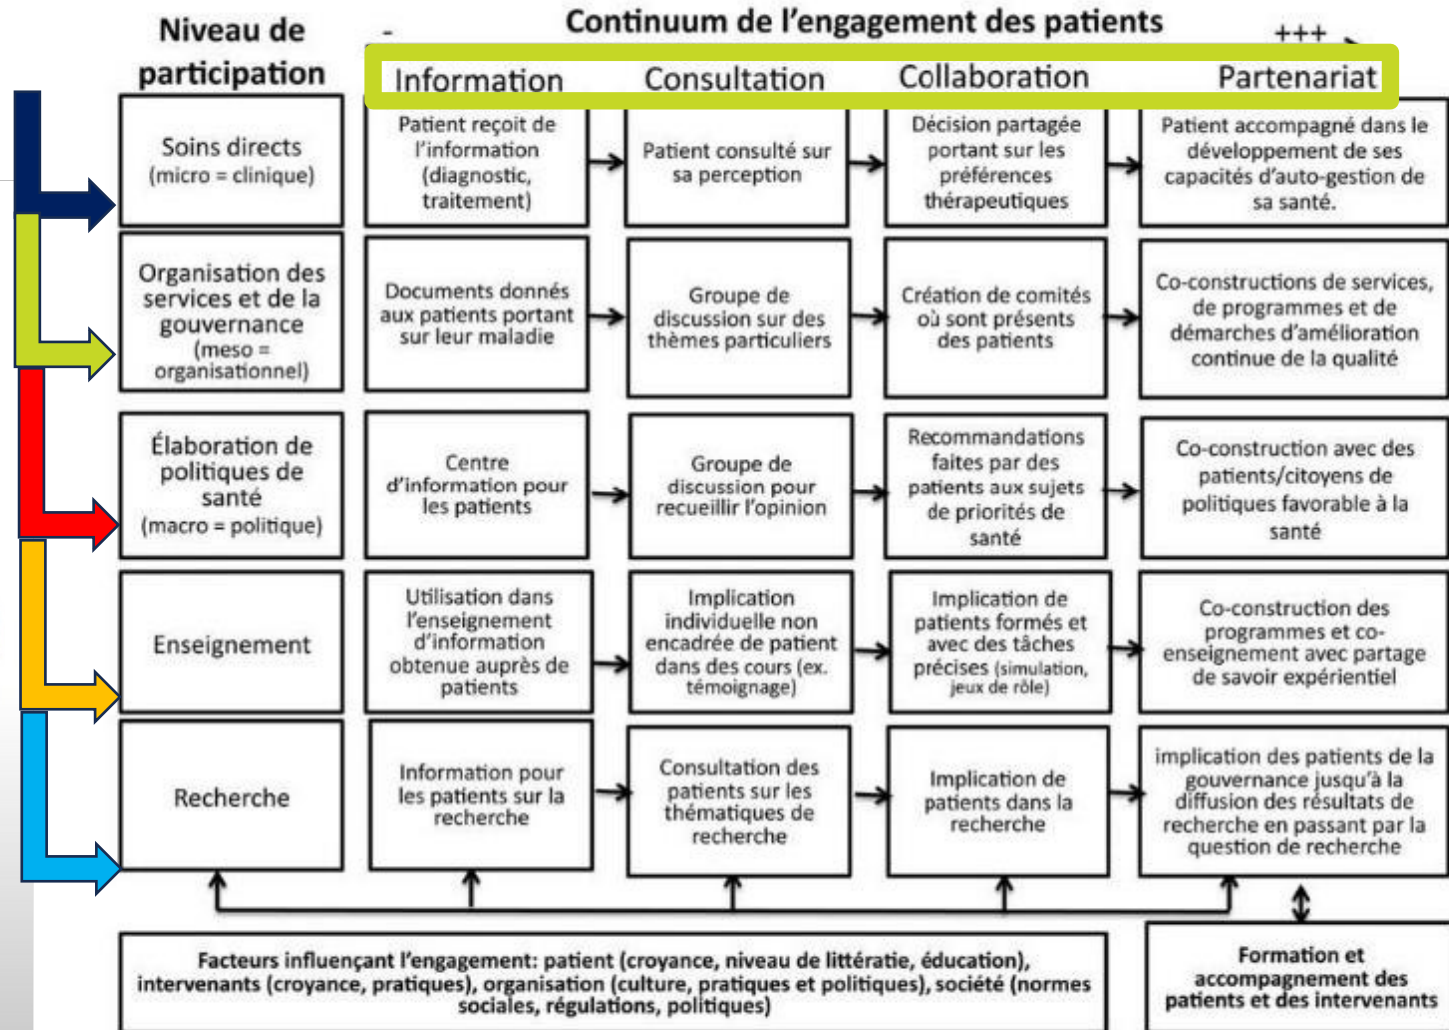 Continuum de l'engagement des patients
Niveau de
participation
-
+++
Information
Consultation
Collaboration
Partenariat
Soins directs
(micro = clinique)
Patient reçoit de
l'information
(diagnostic,
traitement)
Patient consulté sur
sa perception
Décision partagée
portant sur les
préférences
thérapeutiques
Patient accompagné dans le
développement de ses
capacités d'auto-gestion de
sa santé.
Organisation des
services et de la
gouvernance
(meso =
organisationnel)
Documents donnés
aux patients portant
sur leur maladie
Groupe de
discussion sur des
thèmes particuliers
Création de comités
où sont présents
des patients
Co-constructions de services,
de programmes et de
démarches d'amélioration
continue de la qualité
Élaboration de
politiques de
santé
(macro = politique)
Centre
d'information pour
les patients
Groupe de
discussion pour
recueillir l'opinion
Recommandations
faites par des
patients aux sujets
de priorités de
santé
Co-construction avec des
patients/citoyens de
politiques favorable à la
santé
Enseignement
Utilisation dans
l'enseignement
d'information
obtenue auprès de
patients
Implication
individuelle non
encadrée de patient
dans des cours (ex.
témoignage)
Implication de
patients formés et
avec des tâches
précises (simulation,
jeux de rôle)
Co-construction des
programmes et co-
enseignement avec partage
de savoir expérientiel
Recherche
Information pour
les patients sur la
recherche
Consultation des
patients sur les
thématiques de
recherche
Implication de
patients dans la
recherche
implication des patients de la
gouvernance jusqu'à la
diffusion des résultats de
recherche en passant par la
question de recherche
Facteurs influençant l'engagement: patient (croyance, niveau de littératie, éducation),
intervenants (croyance, pratiques), organisation (culture, pratiques et politiques), société (normes
sociales, régulations, politiques)
Formation et
accompagnement des
patients et des intervenants